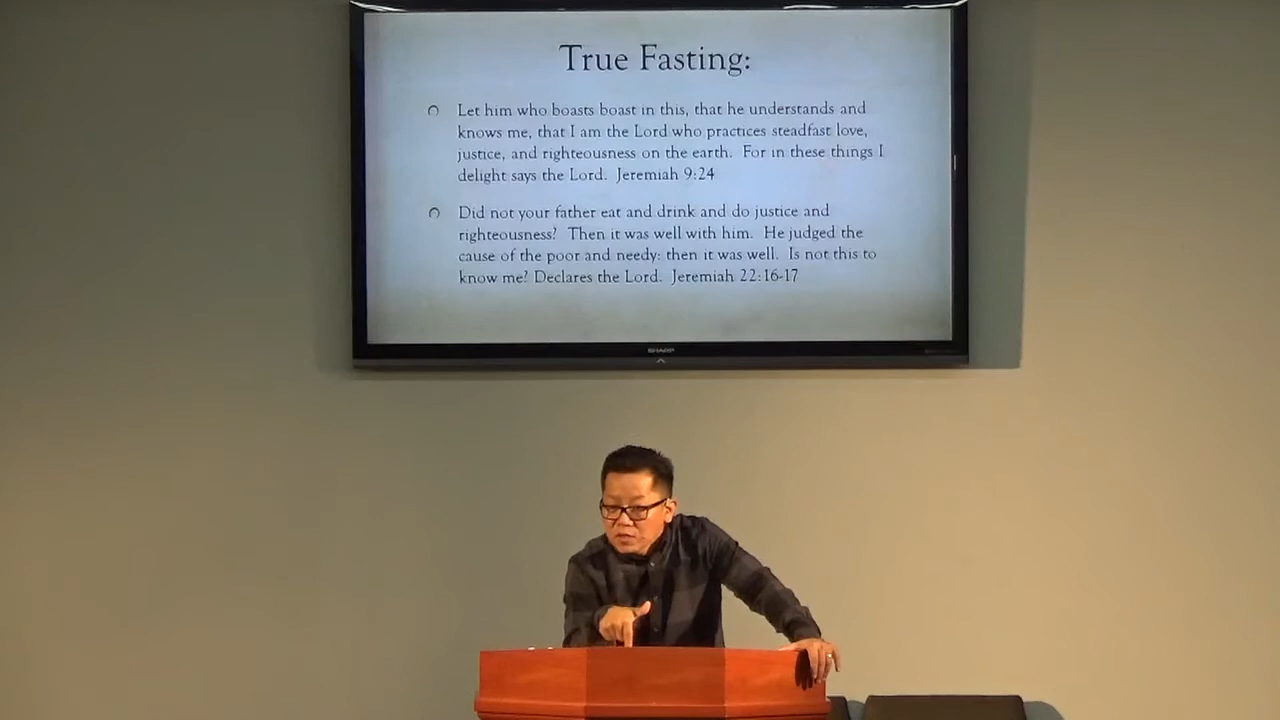 True Fasting:
Let him who boasts boast in this, that he understands and
knows me, that I am the Lord who practices steadfast love,
justice, and righteousness on the earth. For in these things I
delight says the Lord. Jeremiah 9:24
Did not your father eat and drink and do justice and
righteousness? Then it was well with him. He judged the
cause of the poor and needy: then it was well. Is not this to
know me? Declares the Lord. Jeremiah 22:16-17
SHARP